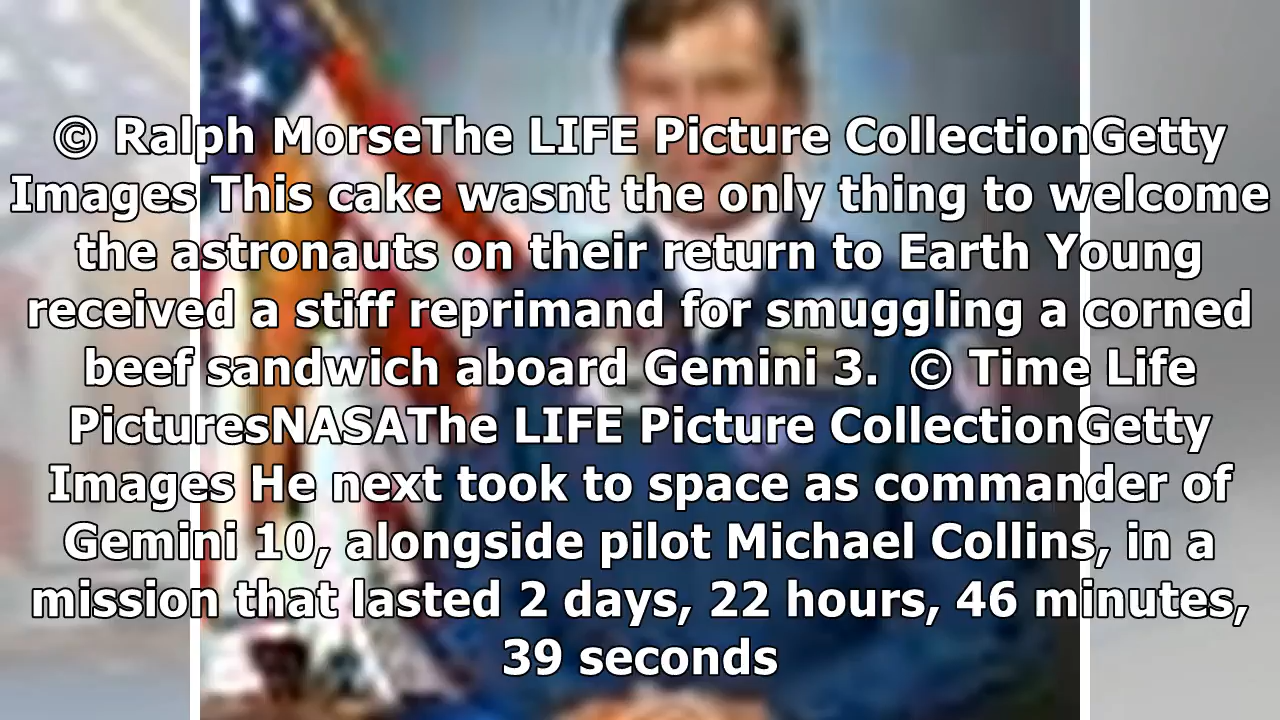 © Ralph MorseThe LIFE Picture CollectionGetty
Images This cake wasnt the only thing to welcome
the astronauts on their return to Earth Young
received a stiff reprimand for smuggling a corned
beef sandwich aboard Gemini 3.  © Time Life
PicturesNASAThe LIFE Picture CollectionGetty
Images He next took to space as commander of
Gemini 10, alongside pilot Michael Collins, in a
mission that lasted 2 days, 22 hours, 46 minutes,
39 seconds